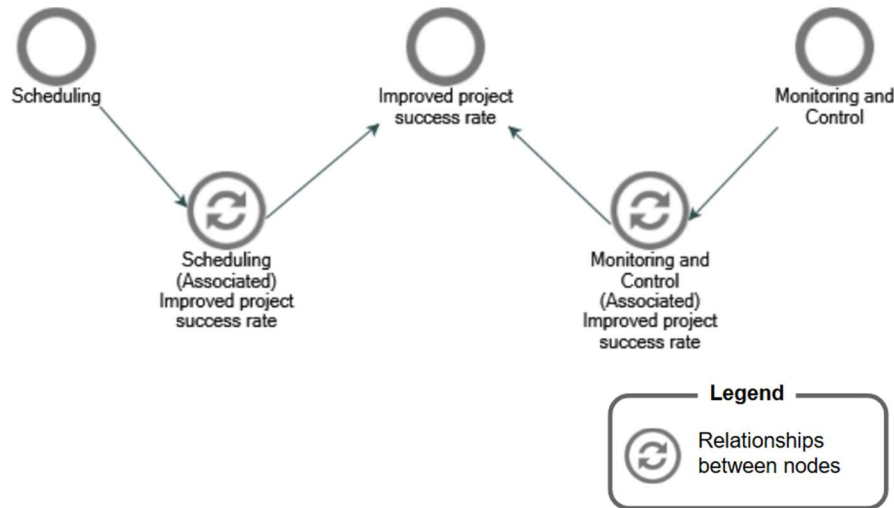 Scheduling
Improved project
success rate
Monitoring and
Control
Scheduling
(Associated)
Improved project
success rate
Monitoring and
Control
(Associated)
Improved project
success rate
Legend
Relationships
between nodes